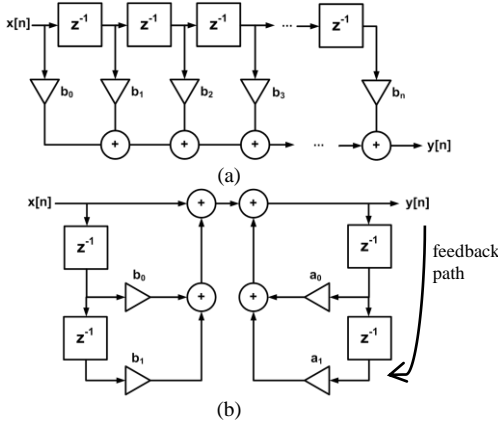 x[n] z⁻¹ z⁻¹ z⁻¹ ... z⁻¹
b₀ b₁ b₂ b₃ bₙ
+ + + ... + y[n]
(a)
x[n] + + y[n]
z⁻¹ z⁻¹
b₀ + + a₀
feedback
path
z⁻¹ z⁻¹
b₁ a₁
(b)